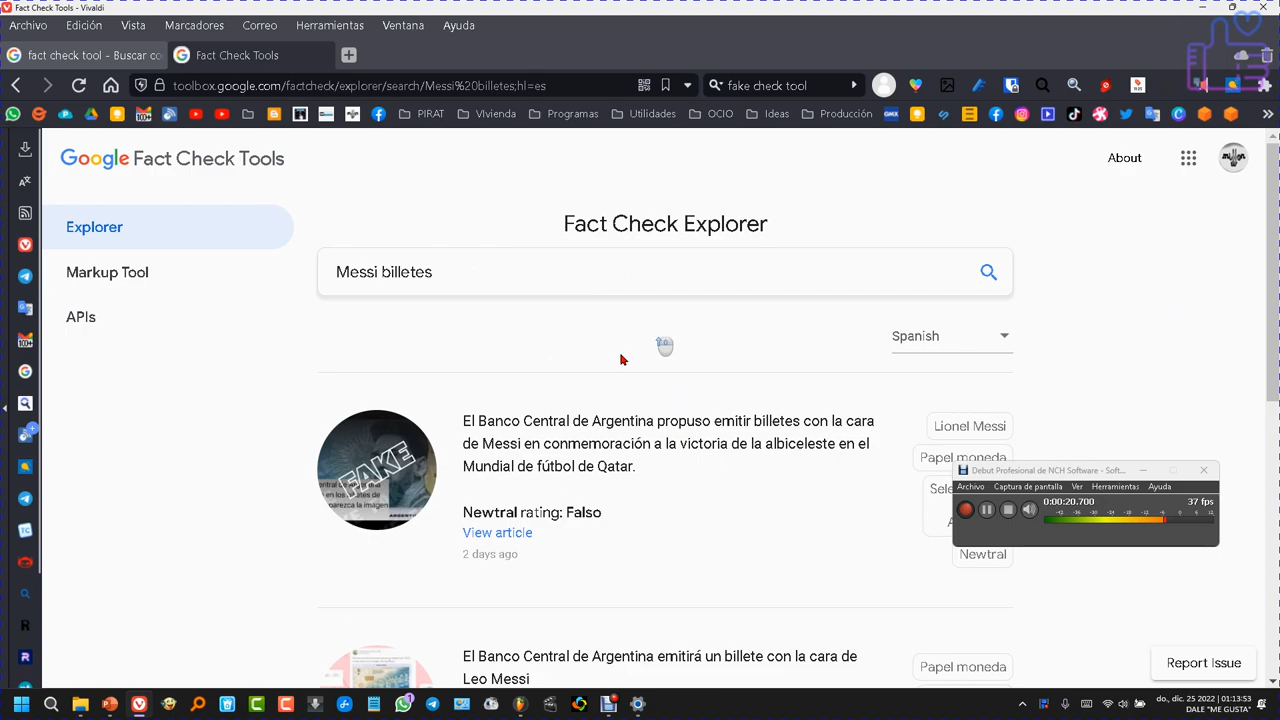 Fact Check Tools - Vivaldi
Archivo Edición Vista Marcadores Correo Herramientas Ventana Ayuda
fact check tool - Buscar co
Fact Check Tools
toolbox.google.com/factcheck/explorer/search/Messi%20billetes;hl=es
fake check tool
PIRAT VIvienda Programas Utilidades OCIO Ideas Producción
Google Fact Check Tools
About
Explorer
Markup Tool
APIs
Fact Check Explorer
Messi billetes
Spanish
FAKE
El Banco Central de Argentina propuso emitir billetes con la cara
de Messi en conmemoración a la victoria de la albiceleste en el
Mundial de fútbol de Qatar.
Newtral rating: Falso
View article
2 days ago
Lionel Messi
Papel moneda
Newtral
Debut Profesional de NCH Software - Soft...
Archivo Captura de pantalla Ver Herramientas Ayuda
0:00:20.700
37 fps
El Banco Central de Argentina emitirá un billete con la cara de
Leo Messi
Papel moneda
Report Issue
do., dic. 25 2022 | 01:13:53
DALE "ME GUSTA"